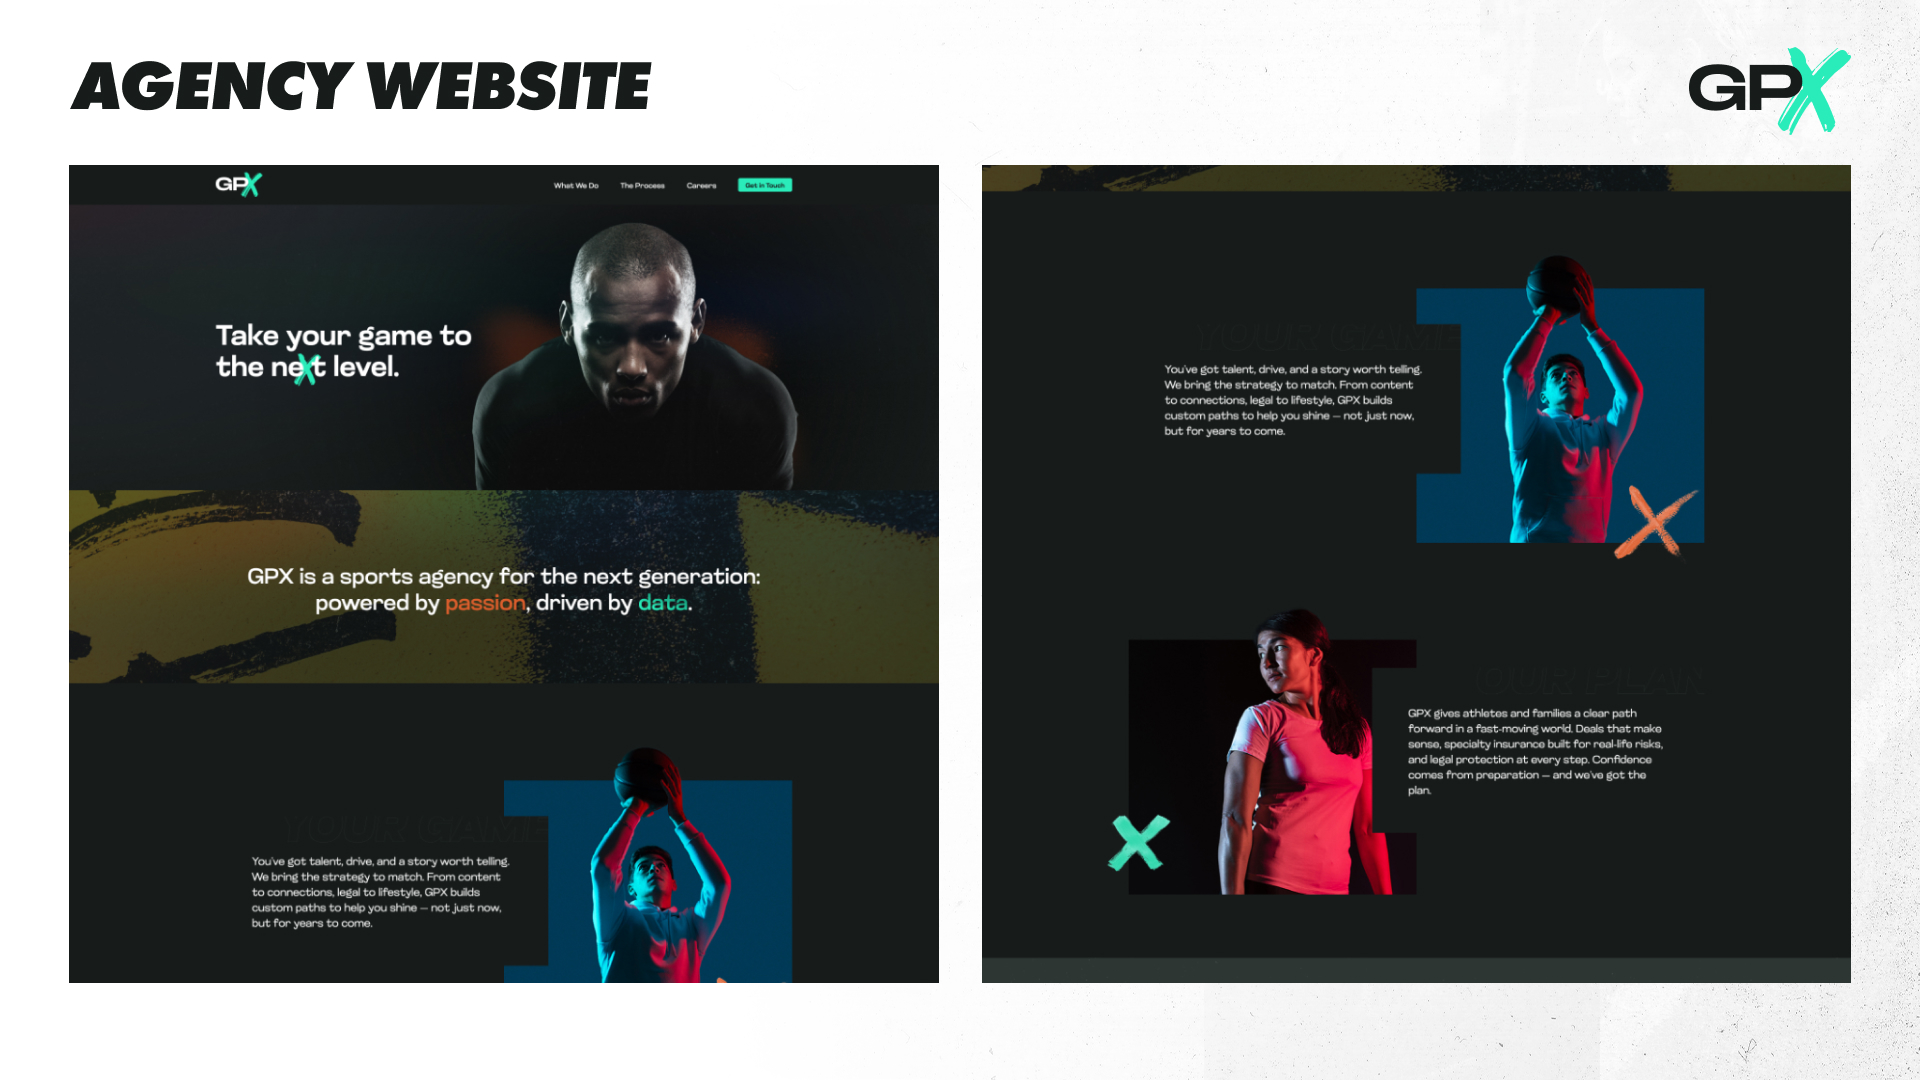 AGENCY WEBSITE
GPX
GPX
What We Do
The Process
Careers
Get in Touch
Take your game to
the next level.
GPX is a sports agency for the next generation:
powered by passion, driven by data.
YOUR GAME
You've got talent, drive, and a story worth telling.
We bring the strategy to match. From content
to connections, legal to lifestyle, GPX builds
custom paths to help you shine – not just now,
but for years to come.
YOUR GAME
You've got talent, drive, and a story worth telling.
We bring the strategy to match. From content
to connections, legal to lifestyle, GPX builds
custom paths to help you shine – not just now,
but for years to come.
OUR PLAN
GPX gives athletes and families a clear path
forward in a fast-moving world. Deals that make
sense, specialty insurance built for real-life risks,
and legal protection at every step. Confidence
comes from preparation – and we've got the
plan.